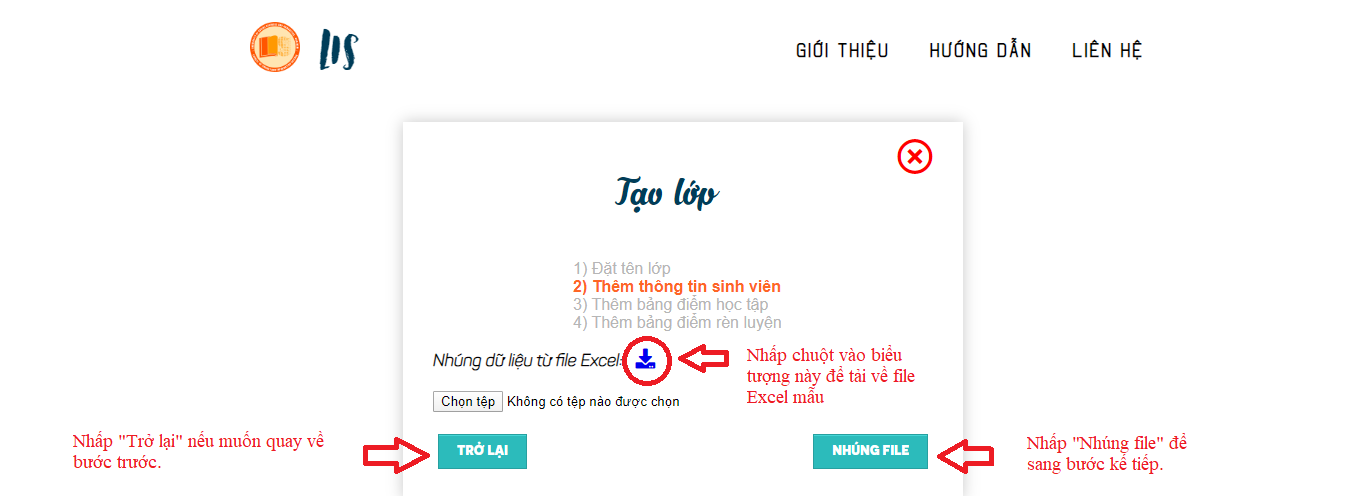 LIS
GIỚI THIỆU HƯỚNG DẪN LIÊN HỆ
Tạo lớp
1) Đặt tên lớp
2) Thêm thông tin sinh viên
3) Thêm bảng điểm học tập
4) Thêm bảng điểm rèn luyện
Nhúng dữ liệu từ file Excel:
Nhấp chuột vào biểu
tượng này để tải về file
Excel mẫu
Chọn tệp Không có tệp nào được chọn
Nhấp "Trở lại" nếu muốn quay về
bước trước.
TRỞ LẠI
NHÚNG FILE
Nhấp "Nhúng file" để
sang bước kế tiếp.